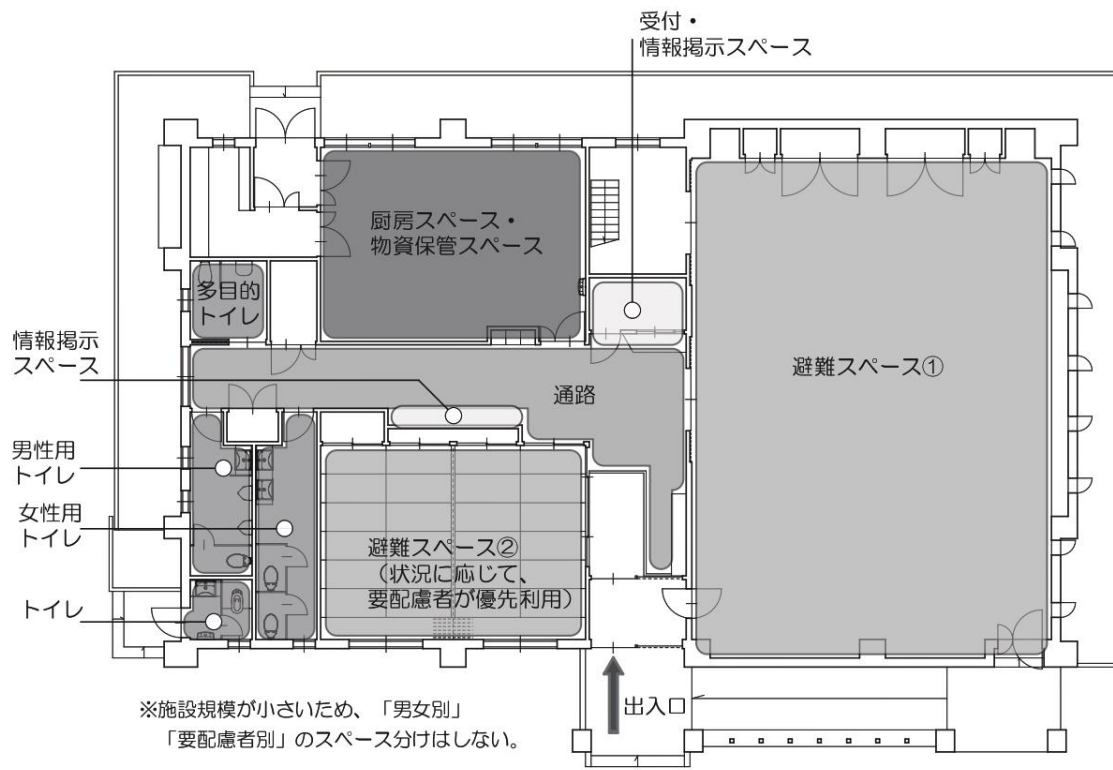 受付・
情報掲示スペース
厨房スペース・
物資保管スペース
多目的
トイレ
情報掲示
スペース
通路
避難スペース①
男性用
トイレ
女性用
トイレ
避難スペース②
（状況に応じて、
要配慮者が優先利用）
トイレ
出入口
※施設規模が小さいため、「男女別」
「要配慮者別」のスペース分けはしない。